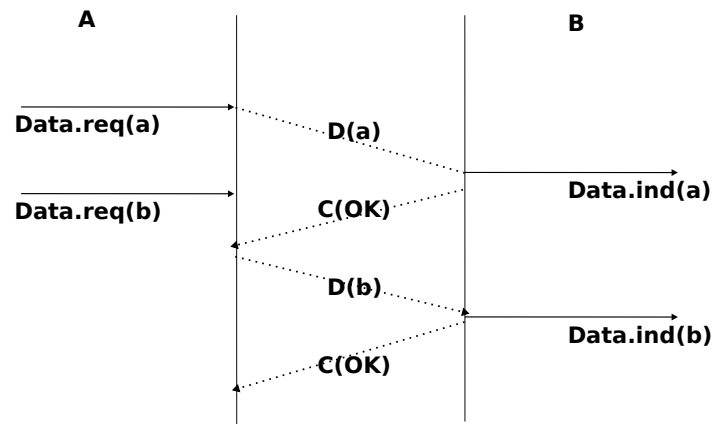 A
B
Data.req(a)
D(a)
Data.ind(a)
Data.req(b)
C(OK)
D(b)
Data.ind(b)
C(OK)